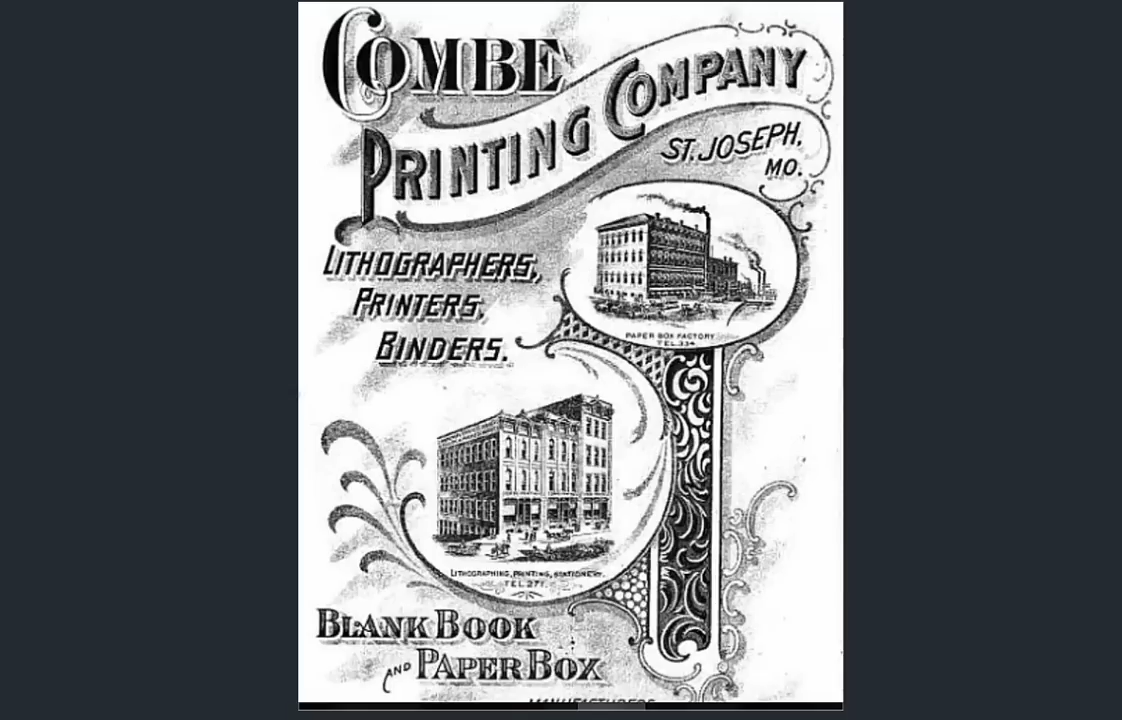 COMBE
PRINTING COMPANY
ST. JOSEPH,
MO.
LITHOGRAPHERS,
PRINTERS,
BINDERS.
PAPER BOX FACTORY
TEL. 334.
LITHOGRAPHING, PRINTING, STATIONERY.
TEL. 271.
BLANK BOOK
AND PAPER BOX
MANUFACTURERS